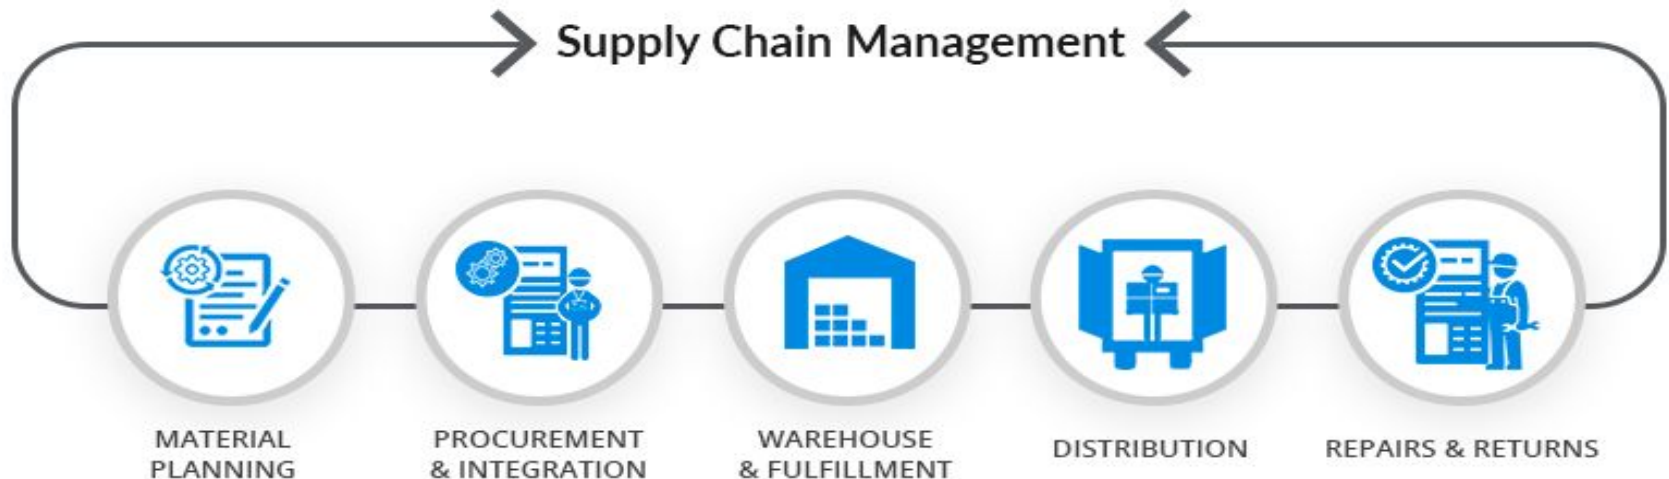 Supply Chain Management
MATERIAL
PLANNING
PROCUREMENT
& INTEGRATION
WAREHOUSE
& FULFILLMENT
DISTRIBUTION
REPAIRS & RETURNS